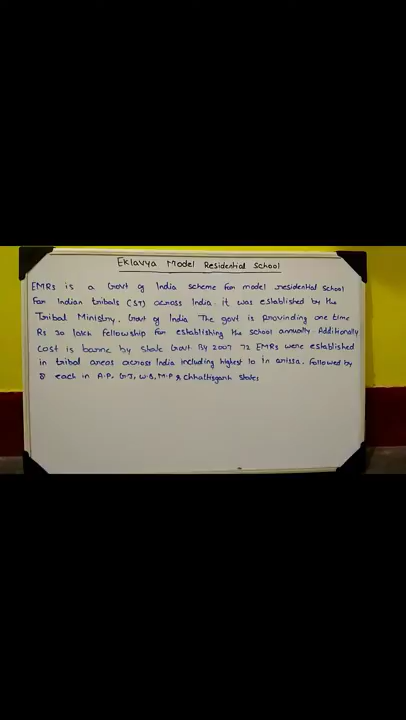 Eklavya Model Residential School
EMRs is a Govt of India scheme for model residential school
for Indian tribals (ST) across India. it was established by the
Tribal Ministry. Govt of India The govt is provinding one time
Rs 30 lakh fellowship for establishing the school annually Additionally
cost is banne by state Govt. By 2007 72 EMRs were established
in tribal areas across India including highest 10 in orissa. followed by
8 each in A.P. G.J, W.B, M.P & Chhattisgarh states